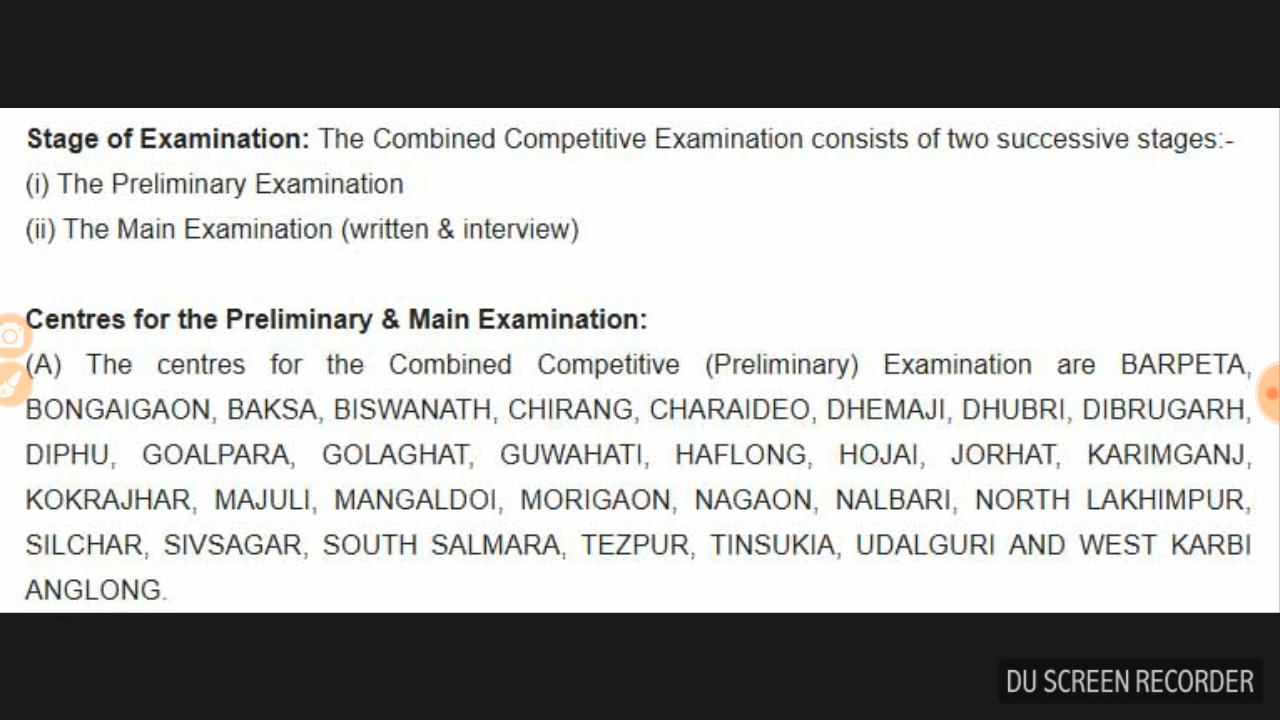 Stage of Examination: The Combined Competitive Examination consists of two successive stages:-
(i) The Preliminary Examination
(ii) The Main Examination (written & interview)
Centres for the Preliminary & Main Examination:
(A) The centres for the Combined Competitive (Preliminary) Examination are BARPETA,
BONGAIGAON, BAKSA, BISWANATH, CHIRANG, CHARAIDEO, DHEMAJI, DHUBRI, DIBRUGARH,
DIPHU, GOALPARA, GOLAGHAT, GUWAHATI, HAFLONG, HOJAI, JORHAT, KARIMGANJ,
KOKRAJHAR, MAJULI, MANGALDOI, MORIGAON, NAGAON, NALBARI, NORTH LAKHIMPUR,
SILCHAR, SIVSAGAR, SOUTH SALMARA, TEZPUR, TINSUKIA, UDALGURI AND WEST KARBI
ANGLONG.
DU SCREEN RECORDER